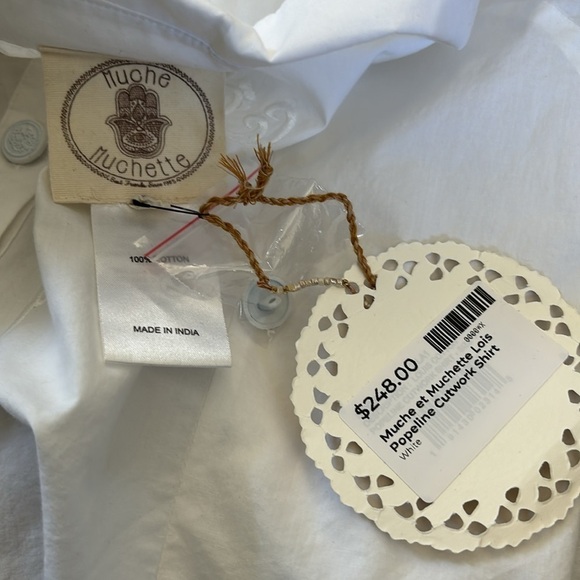 Muche
Muchette
100% COTTON
MADE IN INDIA
$248.00
Muche et Muchette Lois
Popeline Cutwork Shirt
White